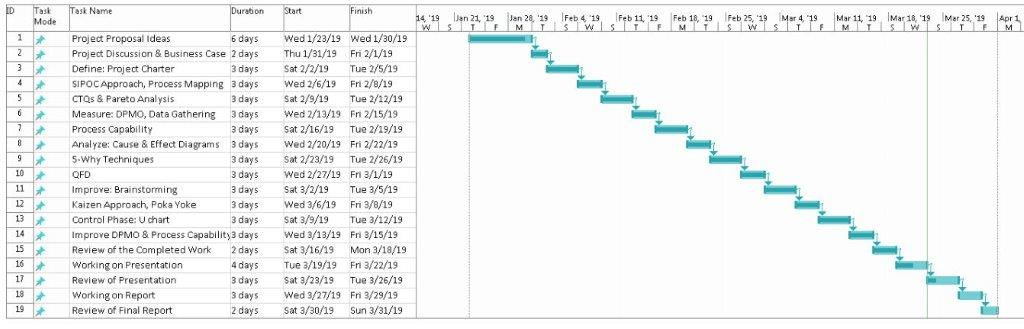 ID Task Mode Task Name Duration Start Finish
14, '19 Jan 21, '19 Jan 28, '19 Feb 4, '19 Feb 11, '19 Feb 18, '19 Feb 25, '19 Mar 4, '19 Mar 11, '19 Mar 18, '19 Mar 25, '19 Apr 1,
W S T F M W S T F M W S T F M W S T F M
1 Project Proposal Ideas 6 days Wed 1/23/19 Wed 1/30/19
2 Project Discussion & Business Case 2 days Thu 1/31/19 Fri 2/1/19
3 Define: Project Charter 3 days Sat 2/2/19 Tue 2/5/19
4 SIPOC Approach, Process Mapping 3 days Wed 2/6/19 Fri 2/8/19
5 CTQs & Pareto Analysis 3 days Sat 2/9/19 Tue 2/12/19
6 Measure: DPMO, Data Gathering 3 days Wed 2/13/19 Fri 2/15/19
7 Process Capability 3 days Sat 2/16/19 Tue 2/19/19
8 Analyze: Cause & Effect Diagrams 3 days Wed 2/20/19 Fri 2/22/19
9 5-Why Techniques 3 days Sat 2/23/19 Tue 2/26/19
10 QFD 3 days Wed 2/27/19 Fri 3/1/19
11 Improve: Brainstorming 3 days Sat 3/2/19 Tue 3/5/19
12 Kaizen Approach, Poka Yoke 3 days Wed 3/6/19 Fri 3/8/19
13 Control Phase: U chart 3 days Sat 3/9/19 Tue 3/12/19
14 Improve DPMO & Process Capability 3 days Wed 3/13/19 Fri 3/15/19
15 Review of the Completed Work 2 days Sat 3/16/19 Mon 3/18/19
16 Working on Presentation 4 days Tue 3/19/19 Fri 3/22/19
17 Review of Presentation 3 days Sat 3/23/19 Tue 3/26/19
18 Working on Report 3 days Wed 3/27/19 Fri 3/29/19
19 Review of Final Report 2 days Sat 3/30/19 Sun 3/31/19